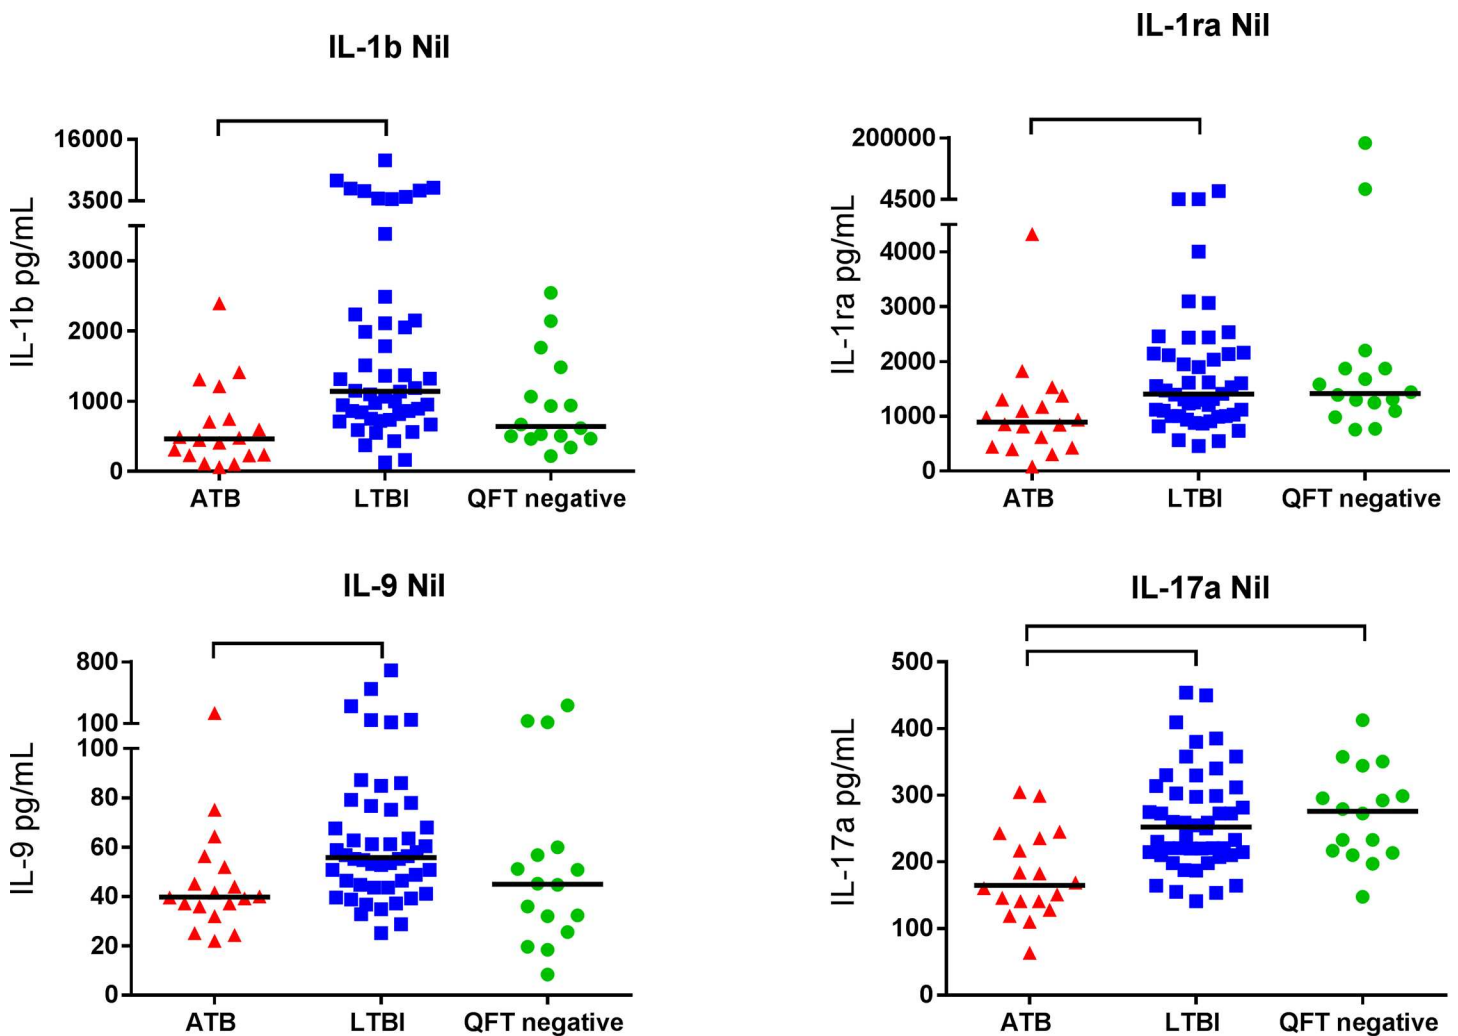 IL-1b Nil
IL-1b pg/mL
16000
3500
3000
2000
1000
0
ATB LTBI QFT negative
IL-1ra Nil
IL-1ra pg/mL
200000
4500
4000
3000
2000
1000
0
ATB LTBI QFT negative
IL-9 Nil
IL-9 pg/mL
800
100
100
80
60
40
20
0
ATB LTBI QFT negative
IL-17a Nil
IL-17a pg/mL
500
400
300
200
100
0
ATB LTBI QFT negative